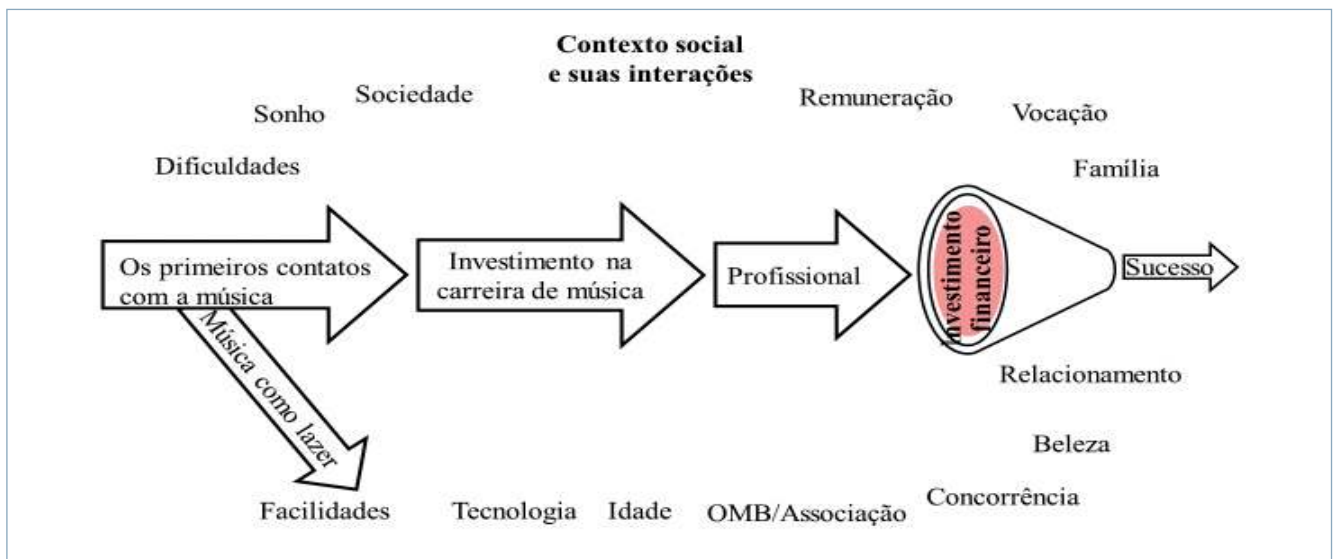 Contexto social
e suas interações
Sociedade
Remuneração
Sonho
Vocação
Dificuldades
Família
Os primeiros contatos
com a música
Investimento na
carreira de música
Profissional
Investimento
financeiro
Sucesso
Música como lazer
Relacionamento
Beleza
Concorrência
Facilidades
Tecnologia
Idade
OMB/Associação